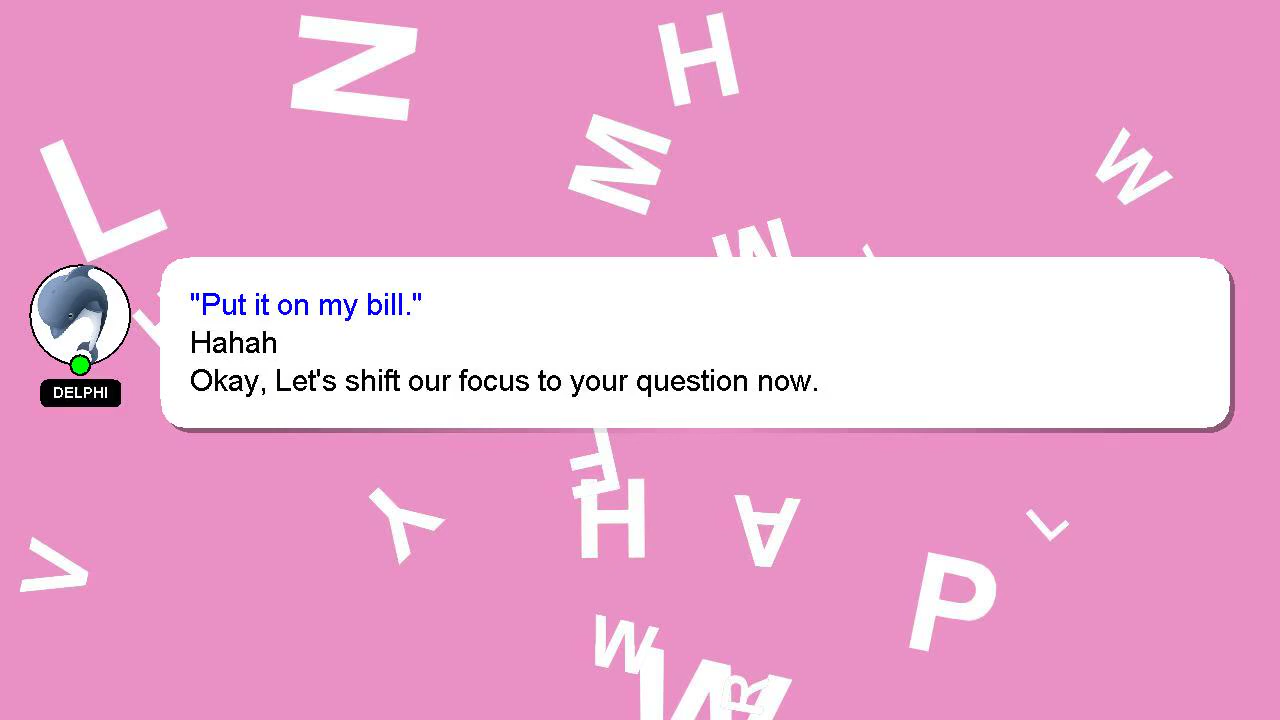 N
H
L
M
W
W
"Put it on my bill."
Hahah
Okay, Let's shift our focus to your question now.
DELPHI
F
H
A
Y
L
V
P
W
W
R